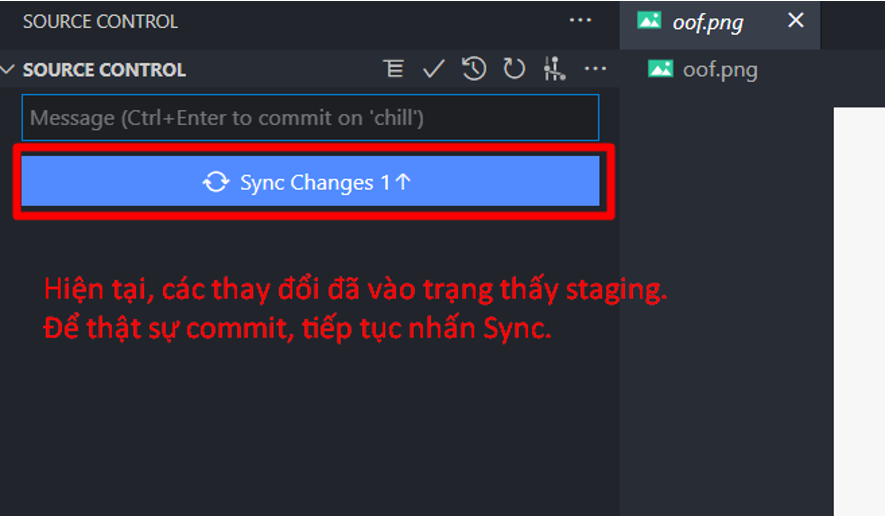 SOURCE CONTROL
oof.png
SOURCE CONTROL
oof.png
Message (Ctrl+Enter to commit on 'chill')
Sync Changes 1↑
Hiện tại, các thay đổi đã vào trạng thấy staging.
Để thật sự commit, tiếp tục nhấn Sync.